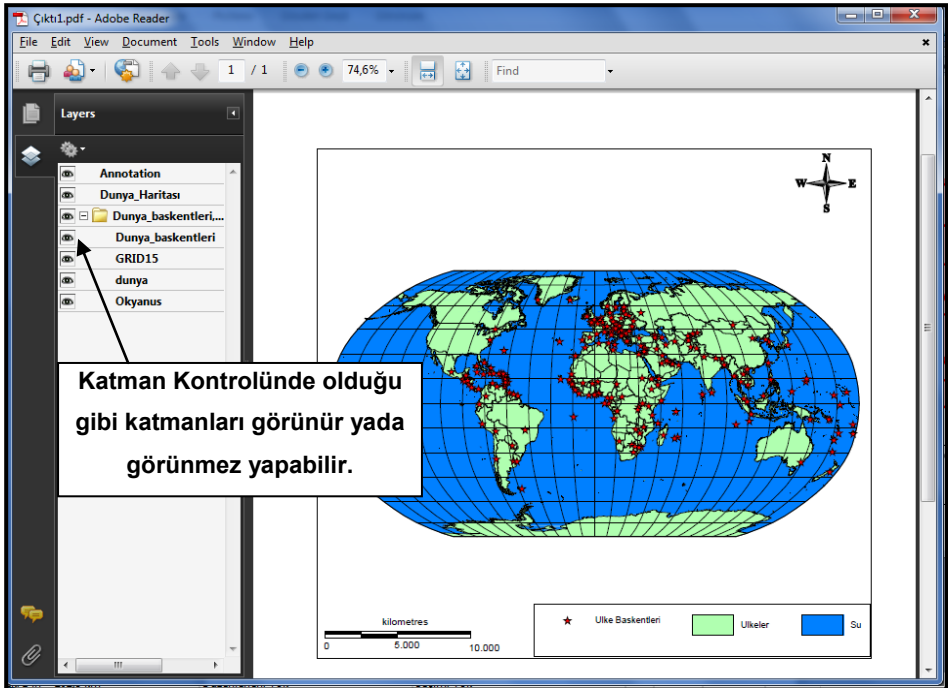 Çıktı1.pdf - Adobe Reader
File Edit View Document Tools Window Help
1 / 1 74,6% Find
Layers
Annotation
Dunya_Haritası
Dunya_baskentleri,...
Dunya_baskentleri
GRID15
dunya
Okyanus
Katman Kontrolünde olduğu
gibi katmanları görünür yada
görünmez yapabilir.
N
W E
S
kilometres
0 5.000 10.000
Ulke Baskentleri Ulkeler Su